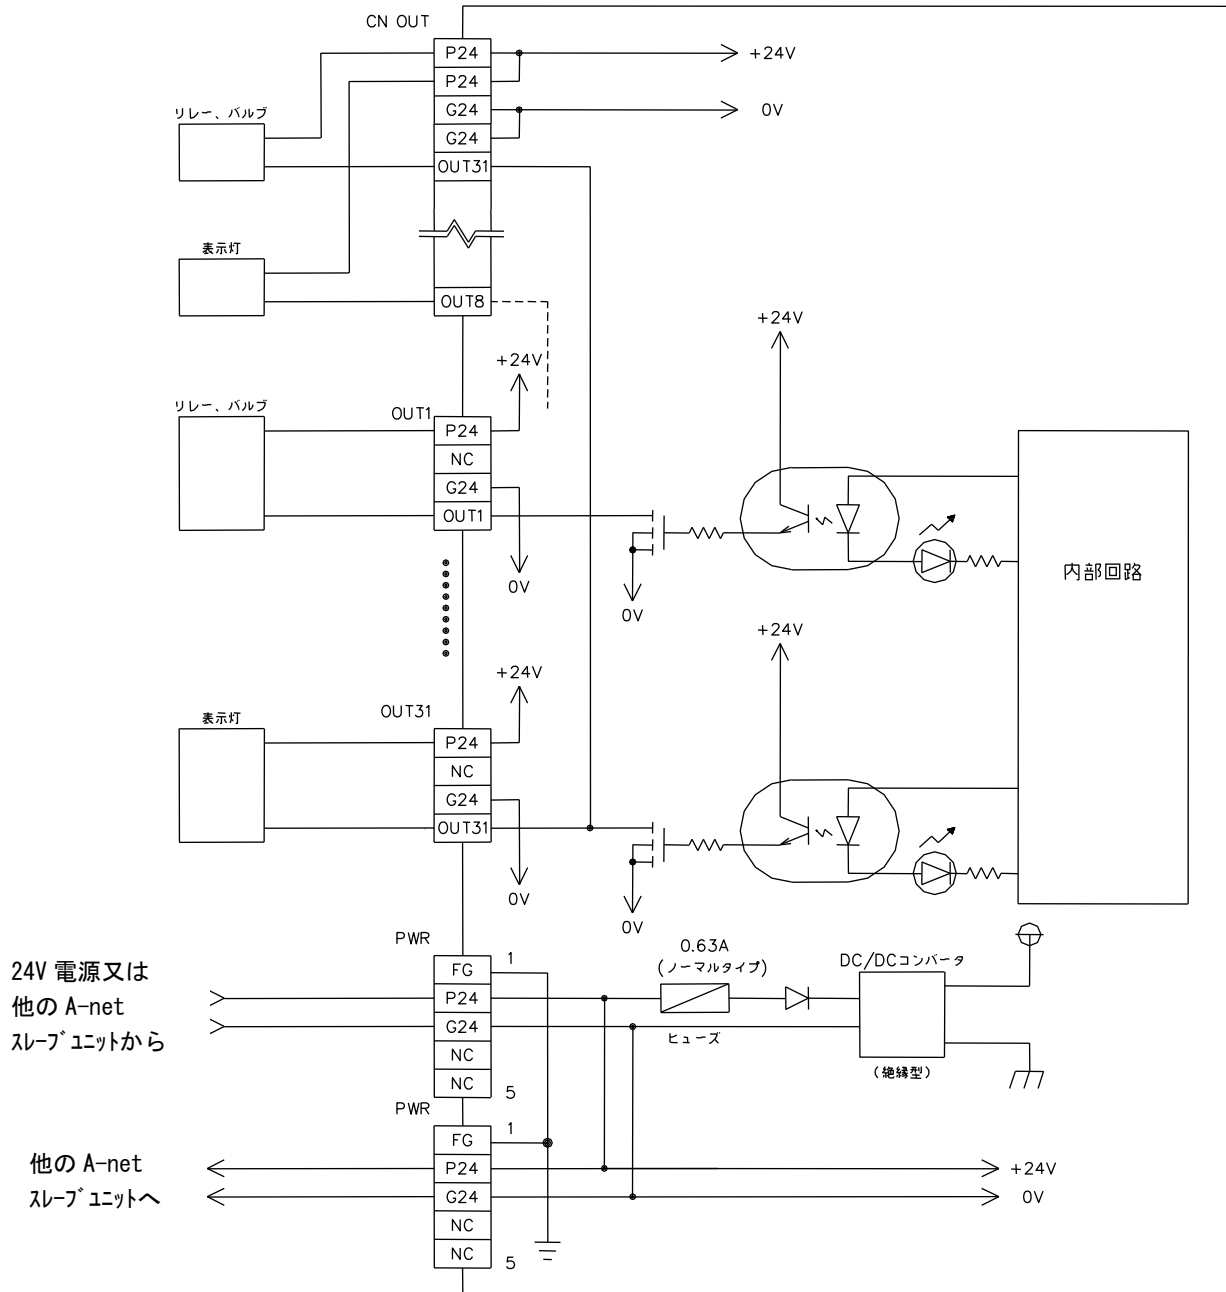 CN OUT
P24
+24V
P24
リレー、バルブ
G24
0V
G24
OUT31
表示灯
OUT8
+24V
+24V
リレー、バルブ
OUT1
P24
NC
G24
OUT1
内部回路
0V
0V
+24V
+24V
表示灯
OUT31
P24
NC
G24
OUT31
0V
0V
PWR
0.63A
(ノーマルタイプ)
DC/DCコンバータ
24V 電源又は
他の A-net
スレーブユニットから
1
FG
P24
G24
ヒューズ
NC
(絶縁型)
NC
5
PWR
1
FG
他の A-net
スレーブユニットへ
P24
+24V
G24
0V
NC
NC
5